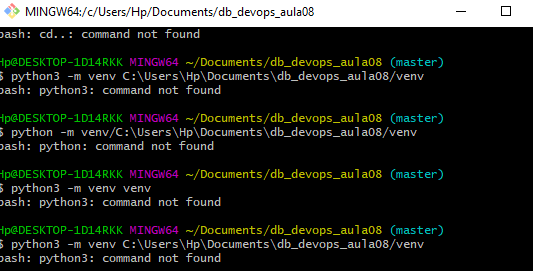 MINGW64:/c/Users/Hp/Documents/db_devops_aula08
bash: cd..: command not found
Hp@DESKTOP-1D14RKK MINGW64 ~/Documents/db_devops_aula08 (master)
$ python3 -m venv C:\Users\Hp\Documents\db_devops_aula08/venv
bash: python3: command not found
Hp@DESKTOP-1D14RKK MINGW64 ~/Documents/db_devops_aula08 (master)
$ python -m venv/C:\Users\Hp\Documents\db_devops_aula08/venv
bash: python: command not found
Hp@DESKTOP-1D14RKK MINGW64 ~/Documents/db_devops_aula08 (master)
$ python3 -m venv venv
bash: python3: command not found
Hp@DESKTOP-1D14RKK MINGW64 ~/Documents/db_devops_aula08 (master)
$ python3 -m venv C:\Users\Hp\Documents\db_devops_aula08/venv
bash: python3: command not found